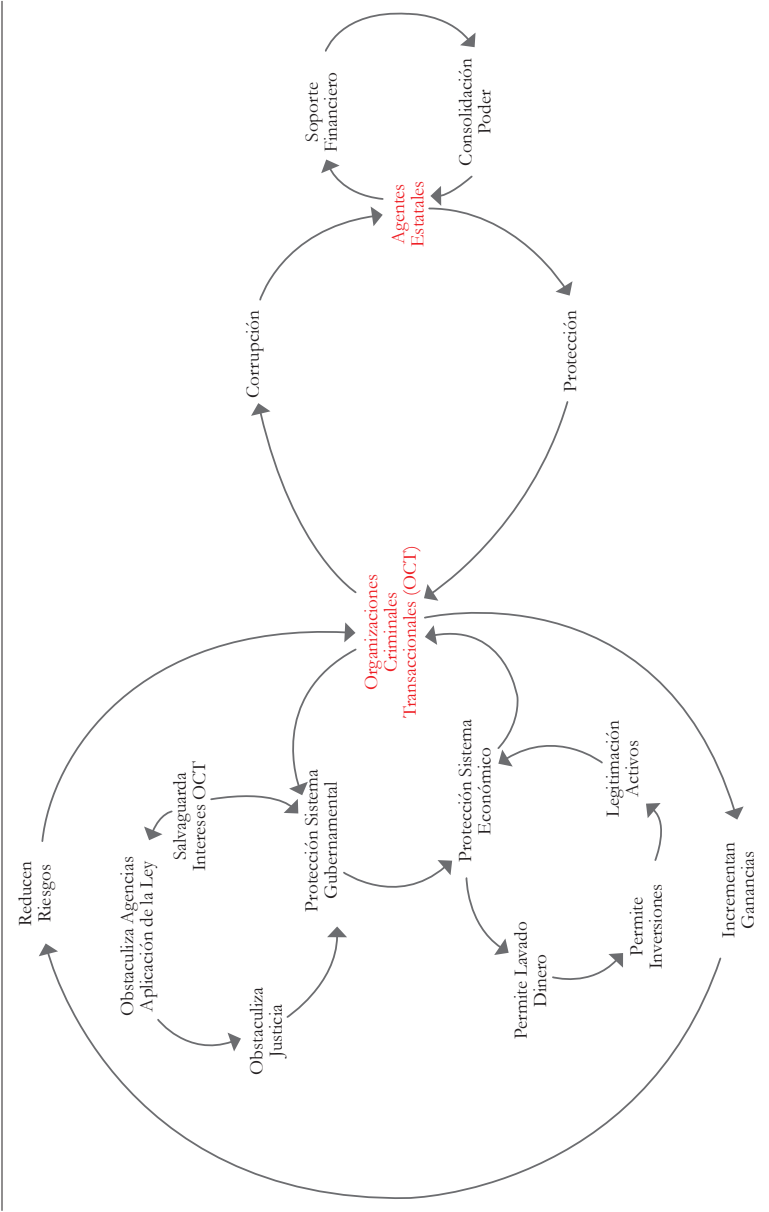 Reducen
Riesgos
Obstaculiza Agencias
Aplicación de la Ley
Salvaguarda
Intereses OCT
Obstaculiza
Justicia
Protección Sistema
Gubernamental
Organizaciones
Criminales
Transaccionales (OCT)
Corrupción
Soporte
Financiero
Agentes
Estatales
Consolidación
Poder
Protección
Protección Sistema
Económico
Permite Lavado
Dinero
Legitimación
Activos
Permite
Inversiones
Incrementan
Ganancias